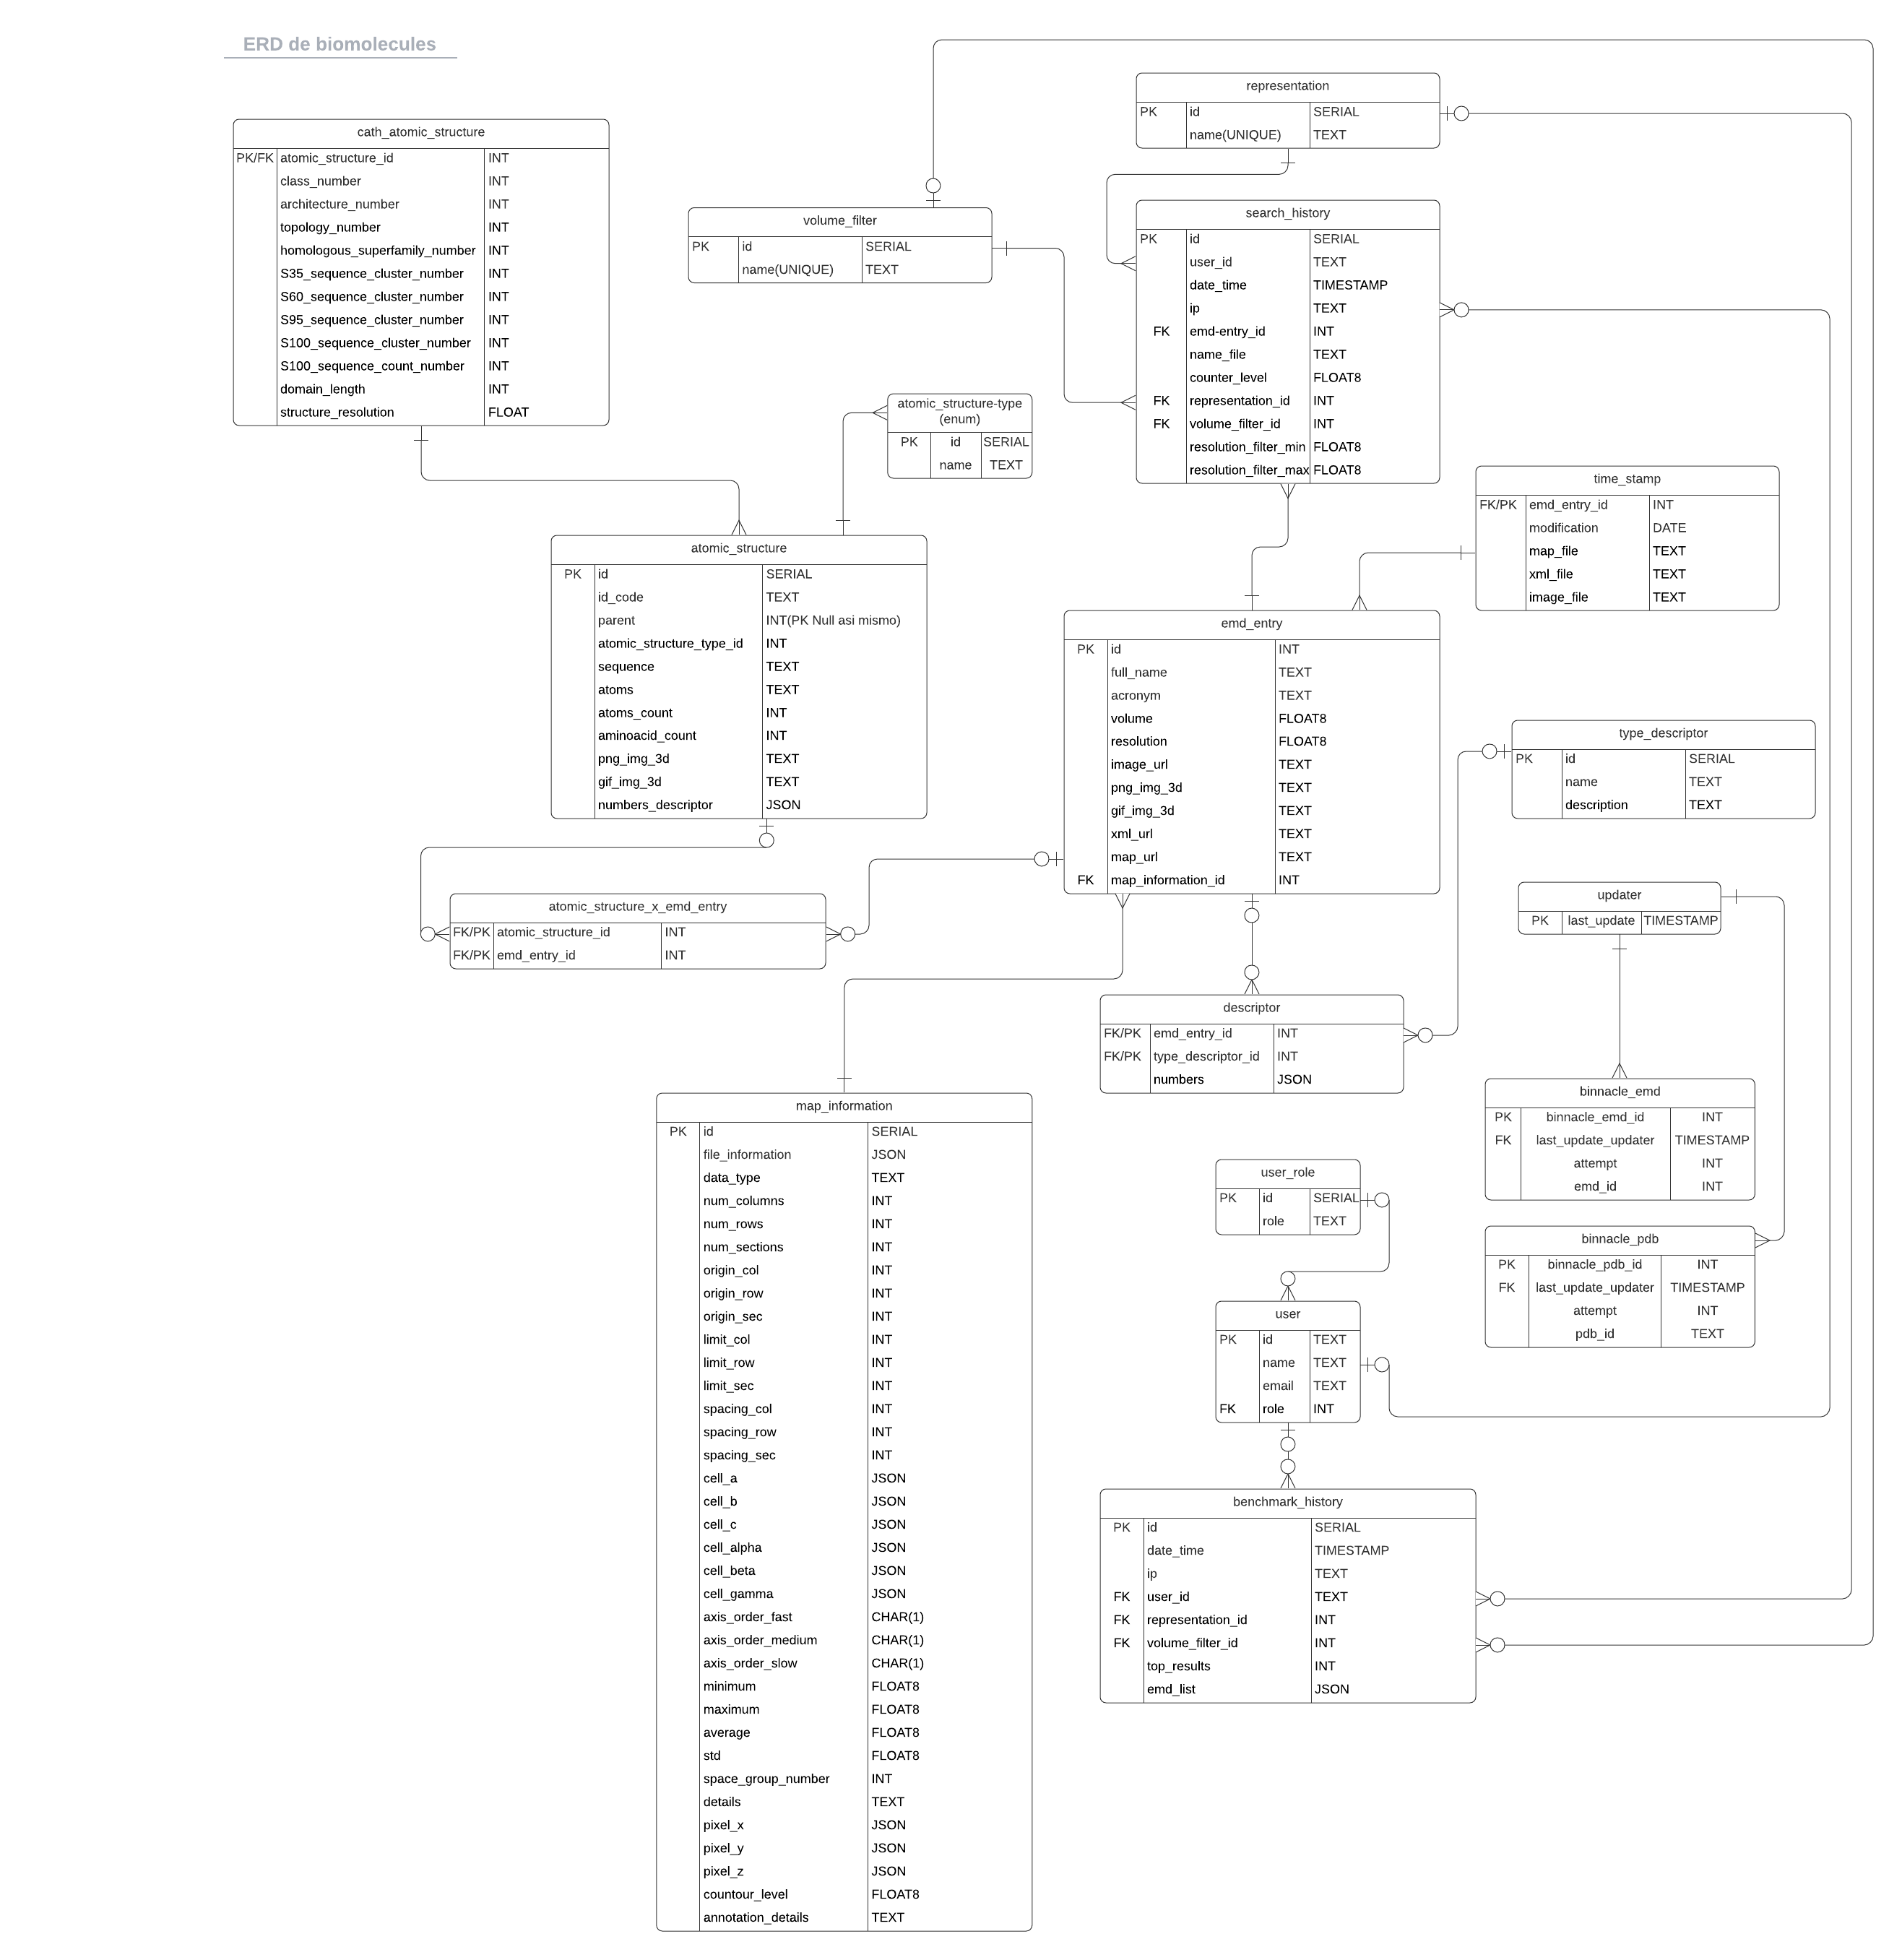 ERD de biomolecules
cath_atomic_structure
PK/FK atomic_structure_id INT
class_number INT
architecture_number INT
topology_number INT
homologous_superfamily_number INT
S35_sequence_cluster_number INT
S60_sequence_cluster_number INT
S95_sequence_cluster_number INT
S100_sequence_cluster_number INT
S100_sequence_count_number INT
domain_length INT
structure_resolution FLOAT
volume_filter
PK id SERIAL
name(UNIQUE) TEXT
representation
PK id SERIAL
name(UNIQUE) TEXT
search_history
PK id SERIAL
user_id TEXT
date_time TIMESTAMP
ip TEXT
FK emd-entry_id INT
name_file TEXT
counter_level FLOAT8
FK representation_id INT
FK volume_filter_id INT
resolution_filter_min FLOAT8
resolution_filter_max FLOAT8
atomic_structure-type
(enum)
PK id SERIAL
name TEXT
time_stamp
FK/PK emd_entry_id INT
modification DATE
map_file TEXT
xml_file TEXT
image_file TEXT
atomic_structure
PK id SERIAL
id_code TEXT
parent INT(PK Null asi mismo)
atomic_structure_type_id INT
sequence TEXT
atoms TEXT
atoms_count INT
aminoacid_count INT
png_img_3d TEXT
gif_img_3d TEXT
numbers_descriptor JSON
emd_entry
PK id INT
full_name TEXT
acronym TEXT
volume FLOAT8
resolution FLOAT8
image_url TEXT
png_img_3d TEXT
gif_img_3d TEXT
xml_url TEXT
map_url TEXT
FK map_information_id INT
type_descriptor
PK id SERIAL
name TEXT
description TEXT
atomic_structure_x_emd_entry
FK/PK atomic_structure_id INT
FK/PK emd_entry_id INT
updater
PK last_update TIMESTAMP
descriptor
FK/PK emd_entry_id INT
FK/PK type_descriptor_id INT
numbers JSON
binnacle_emd
PK binnacle_emd_id INT
FK last_update_updater TIMESTAMP
attempt INT
emd_id INT
map_information
PK id SERIAL
file_information JSON
data_type TEXT
num_columns INT
num_rows INT
num_sections INT
origin_col INT
origin_row INT
origin_sec INT
limit_col INT
limit_row INT
limit_sec INT
spacing_col INT
spacing_row INT
spacing_sec INT
cell_a JSON
cell_b JSON
cell_c JSON
cell_alpha JSON
cell_beta JSON
cell_gamma JSON
axis_order_fast CHAR(1)
axis_order_medium CHAR(1)
axis_order_slow CHAR(1)
minimum FLOAT8
maximum FLOAT8
average FLOAT8
std FLOAT8
space_group_number INT
details TEXT
pixel_x JSON
pixel_y JSON
pixel_z JSON
countour_level FLOAT8
annotation_details TEXT
user_role
PK id SERIAL
role TEXT
binnacle_pdb
PK binnacle_pdb_id INT
FK last_update_updater TIMESTAMP
attempt INT
pdb_id TEXT
user
PK id TEXT
name TEXT
email TEXT
FK role INT
benchmark_history
PK id SERIAL
date_time TIMESTAMP
ip TEXT
FK user_id TEXT
FK representation_id INT
FK volume_filter_id INT
top_results INT
emd_list JSON